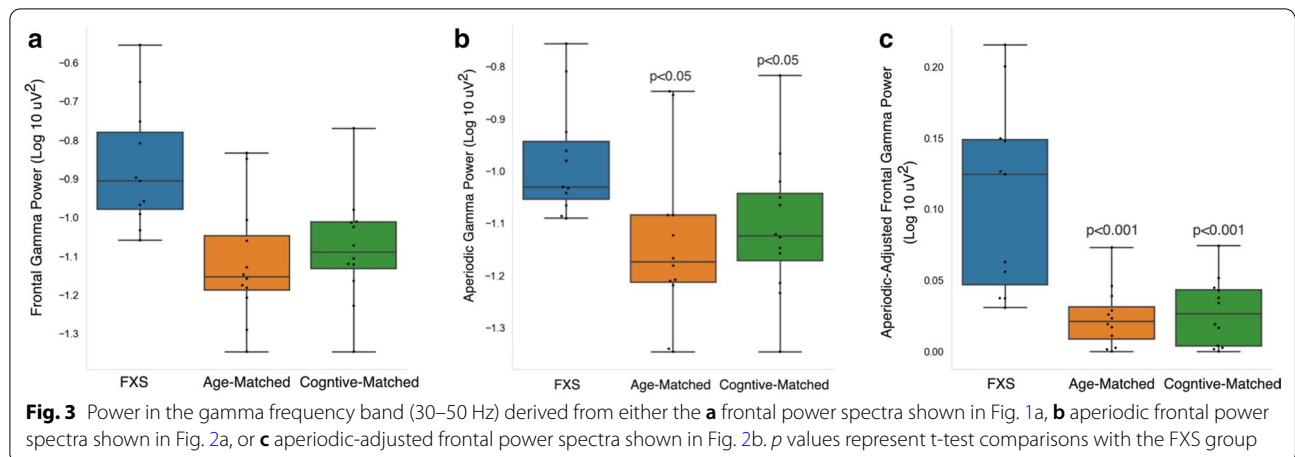 a
Frontal Gamma Power (Log 10 uV²)
-0.6
-0.7
-0.8
-0.9
-1.0
-1.1
-1.2
-1.3
FXS Age-Matched Cogntive-Matched
b
Aperiodic Gamma Power (Log 10 uV²)
-0.8
-0.9
-1.0
-1.1
-1.2
-1.3
p<0.05 p<0.05
FXS Age-Matched Cogntive-Matched
c
Aperiodic-Adjusted Frontal Gamma Power
(Log 10 uV²)
0.20
0.15
0.10
0.05
0.00
p<0.001 p<0.001
FXS Age-Matched Cogntive-Matched
Fig. 3 Power in the gamma frequency band (30–50 Hz) derived from either the a frontal power spectra shown in Fig. 1a, b aperiodic frontal power
spectra shown in Fig. 2a, or c aperiodic-adjusted frontal power spectra shown in Fig. 2b. p values represent t-test comparisons with the FXS group